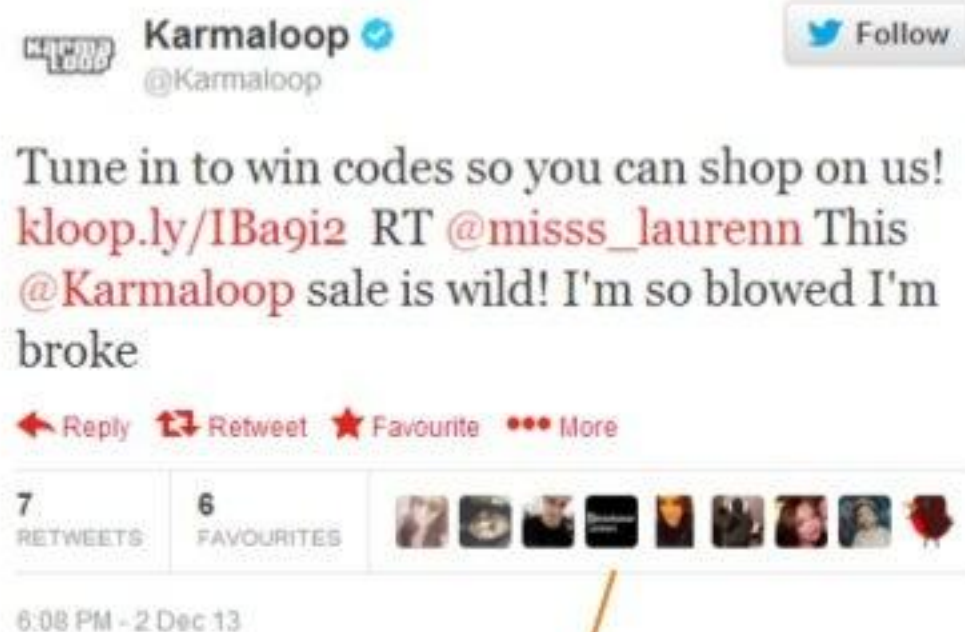 KARMA
LOOP
Karmaloop
Follow
@Karmaloop
Tune in to win codes so you can shop on us!
kloop.ly/IBa9i2 RT @misss_laurenn This
@Karmaloop sale is wild! I'm so blowed I'm
broke
Reply Retweet Favourite More
7
RETWEETS
6
FAVOURITES
6:08 PM - 2 Dec 13